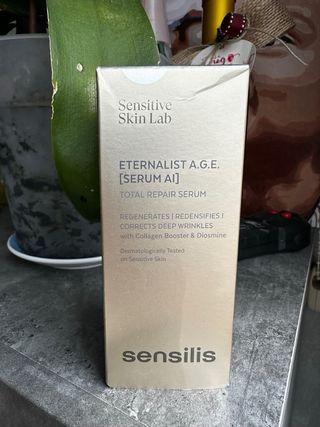 Sensitive
Skin Lab
ETERNALIST A.G.E.
[SERUM AI]
TOTAL REPAIR SERUM
REGENERATES | REDENSIFIES |
CORRECTS DEEP WRINKLES
with Collagen Booster & Diosmine
Dermatologically Tested
on Sensitive Skin
sensilis